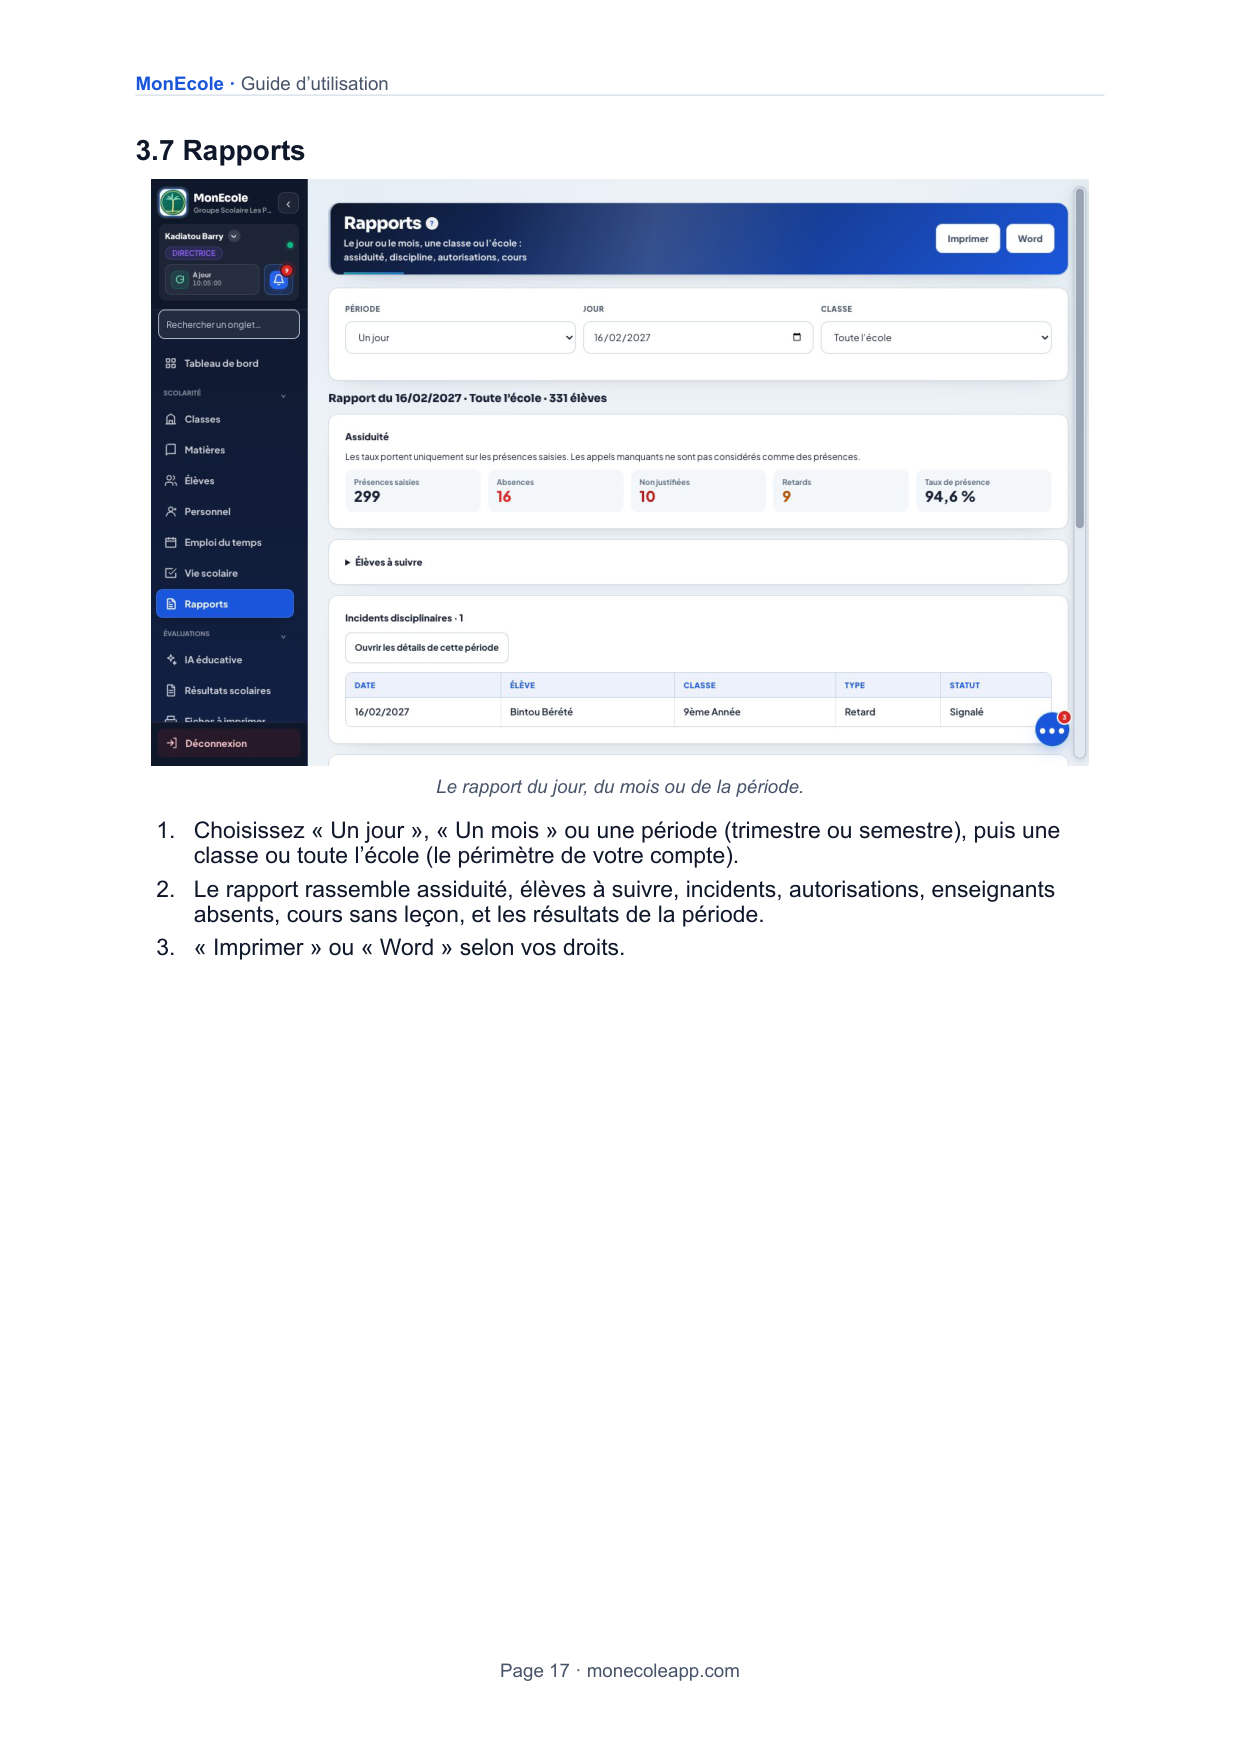 MonEcole · Guide d’utilisation
3.7 Rapports
MonEcole
Groupe Scolaire Les P...
Kadiatou Barry
DIRECTRICE
À jour
10:05:00
9
Rechercher un onglet...
Tableau de bord
SCOLARITÉ
Classes
Matières
Élèves
Personnel
Emploi du temps
Vie scolaire
Rapports
ÉVALUATIONS
IA éducative
Résultats scolaires
Fiches à imprimer
Déconnexion
Rapports ?
Le jour ou le mois, une classe ou l’école :
assiduité, discipline, autorisations, cours
Imprimer Word
PÉRIODE JOUR CLASSE
Un jour 16/02/2027 Toute l’école
Rapport du 16/02/2027 · Toute l’école · 331 élèves
Assiduité
Les taux portent uniquement sur les présences saisies. Les appels manquants ne sont pas considérés comme des présences.
Présences saisies Absences Non justifiées Retards Taux de présence
299 16 10 9 94,6 %
Élèves à suivre
Incidents disciplinaires · 1
Ouvrir les détails de cette période
DATE ÉLÈVE CLASSE TYPE STATUT
16/02/2027 Bintou Bérété 9ème Année Retard Signalé
3
Le rapport du jour, du mois ou de la période.
1. Choisissez « Un jour », « Un mois » ou une période (trimestre ou semestre), puis une
classe ou toute l’école (le périmètre de votre compte).
2. Le rapport rassemble assiduité, élèves à suivre, incidents, autorisations, enseignants
absents, cours sans leçon, et les résultats de la période.
3. « Imprimer » ou « Word » selon vos droits.
Page 17 · monecoleapp.com